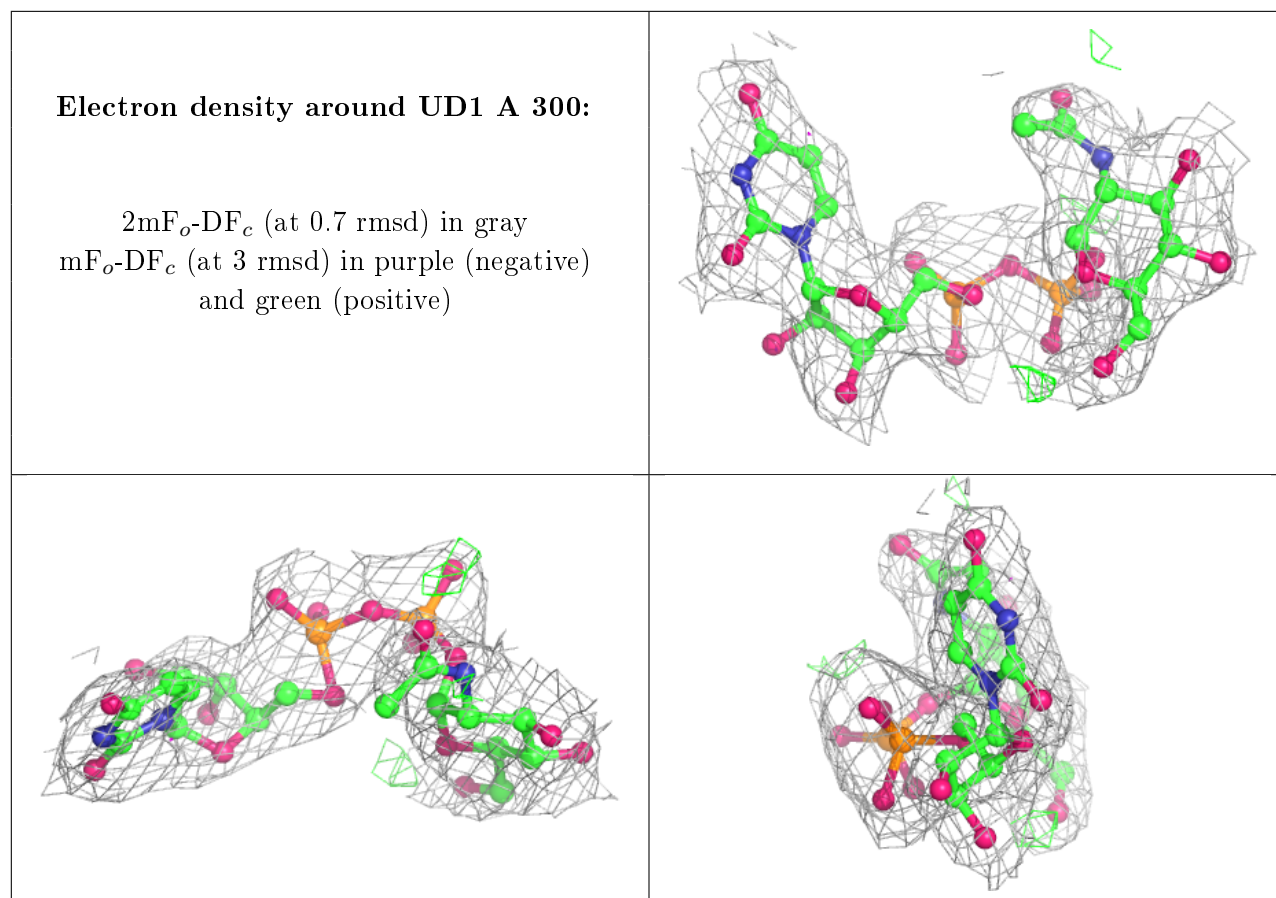 Electron density around UD1 A 300:
2mFo-DFc (at 0.7 rmsd) in gray
mFo-DFc (at 3 rmsd) in purple (negative)
and green (positive)